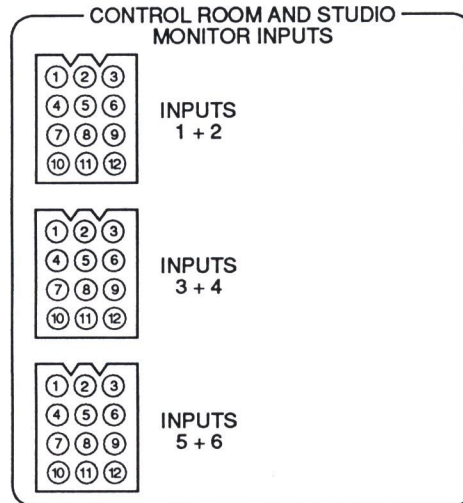 CONTROL ROOM AND STUDIO
MONITOR INPUTS
1 2 3
4 5 6
7 8 9
10 11 12
INPUTS
1 + 2
1 2 3
4 5 6
7 8 9
10 11 12
INPUTS
3 + 4
1 2 3
4 5 6
7 8 9
10 11 12
INPUTS
5 + 6